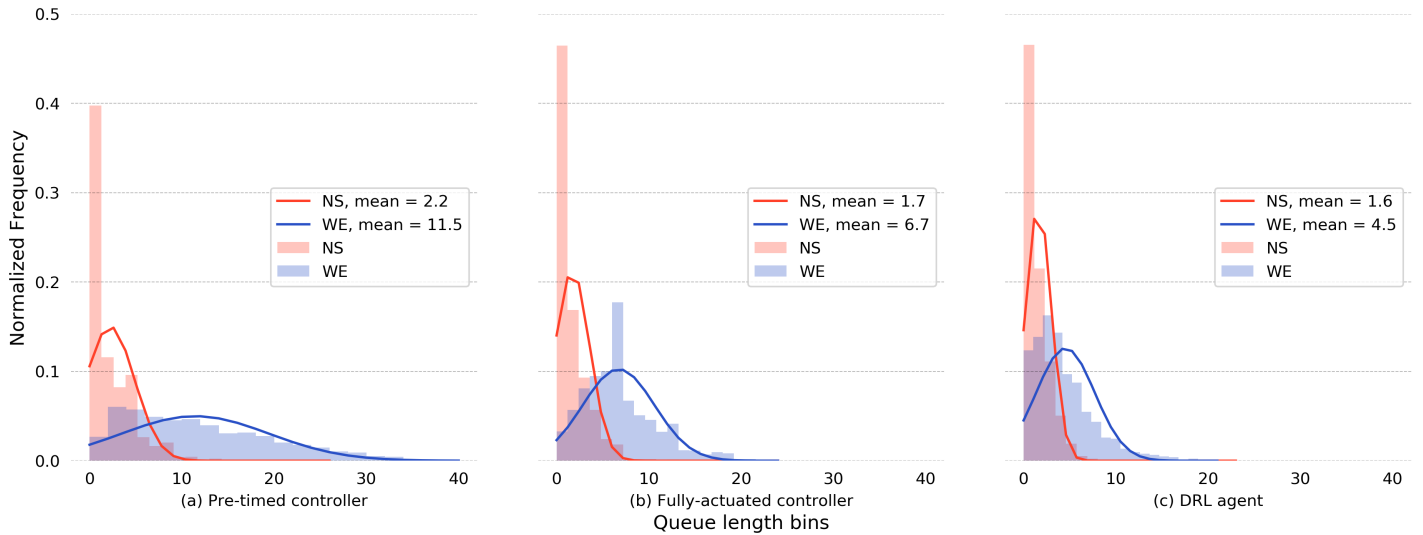 Normalized Frequency
0.5
0.4
0.3
0.2
0.1
0.0
NS, mean = 2.2
WE, mean = 11.5
NS
WE
0 10 20 30 40
(a) Pre-timed controller
NS, mean = 1.7
WE, mean = 6.7
NS
WE
0 10 20 30 40
(b) Fully-actuated controller
NS, mean = 1.6
WE, mean = 4.5
NS
WE
0 10 20 30 40
(c) DRL agent
Queue length bins